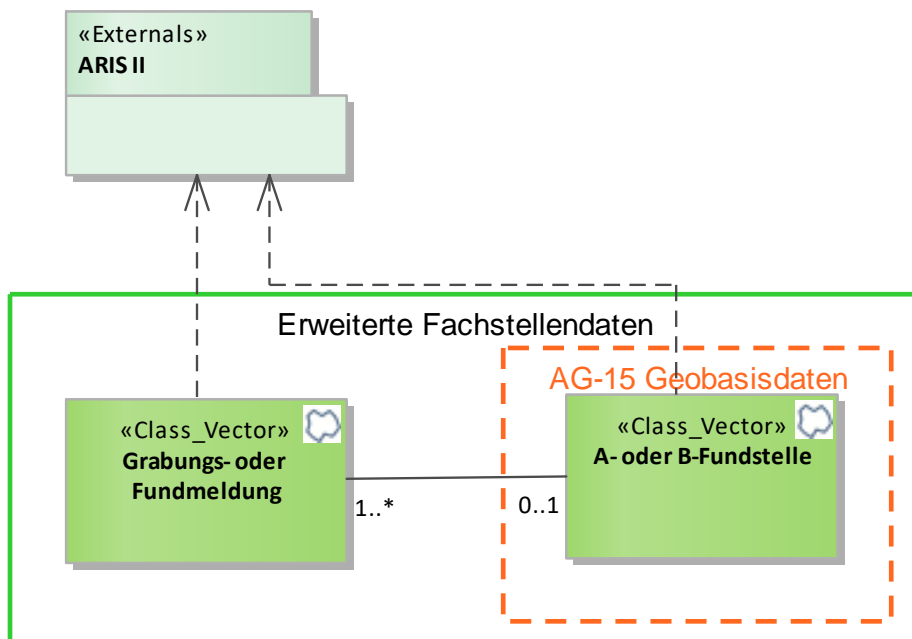 «Externals»
ARIS II
Erweiterte Fachstellendaten
AG-15 Geobasisdaten
«Class_Vector»
Grabungs- oder
Fundmeldung
«Class_Vector»
A- oder B-Fundstelle
1..*
0..1